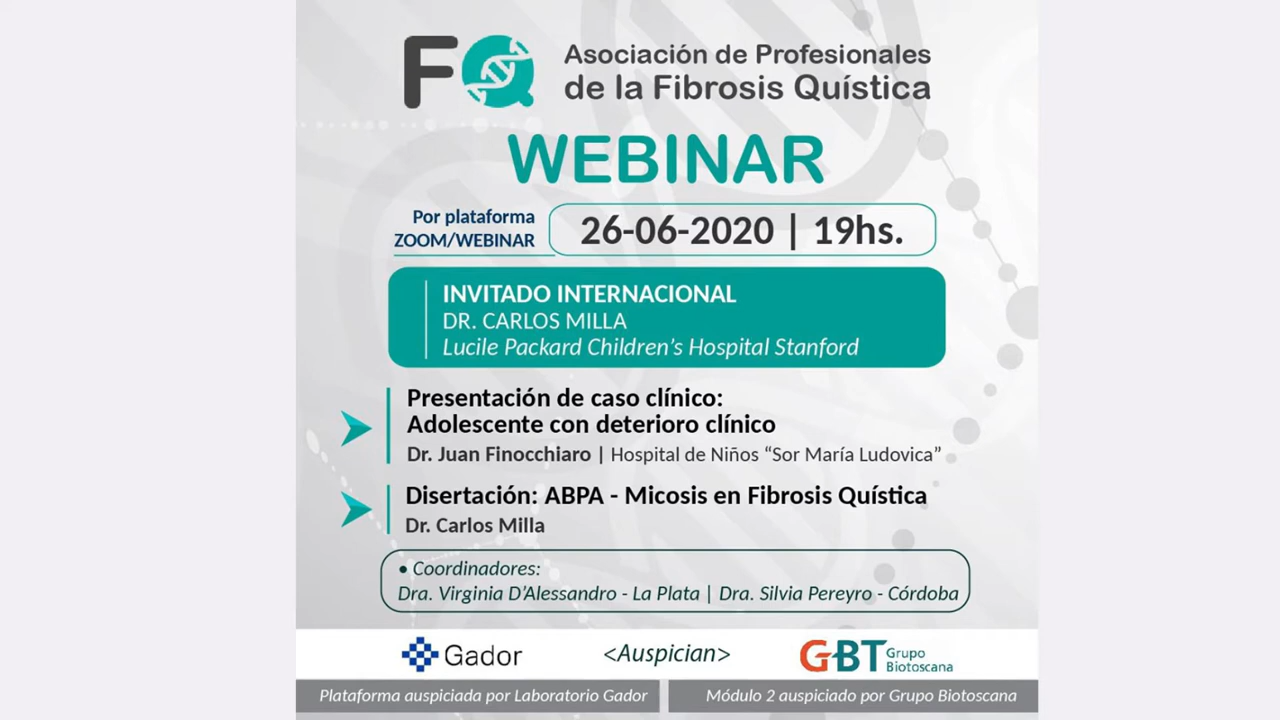 FQ
Asociación de Profesionales
de la Fibrosis Quística
WEBINAR
Por plataforma
ZOOM/WEBINAR
26-06-2020 | 19hs.
INVITADO INTERNACIONAL
DR. CARLOS MILLA
Lucile Packard Children's Hospital Stanford
Presentación de caso clínico:
Adolescente con deterioro clínico
Dr. Juan Finocchiaro | Hospital de Niños “Sor María Ludovica”
Disertación: ABPA - Micosis en Fibrosis Quística
Dr. Carlos Milla
• Coordinadores:
Dra. Virginia D’Alessandro - La Plata | Dra. Silvia Pereyro - Córdoba
Gador
<Auspician>
GBT Grupo
Biotoscana
Plataforma auspiciada por Laboratorio Gador
Módulo 2 auspiciado por Grupo Biotoscana